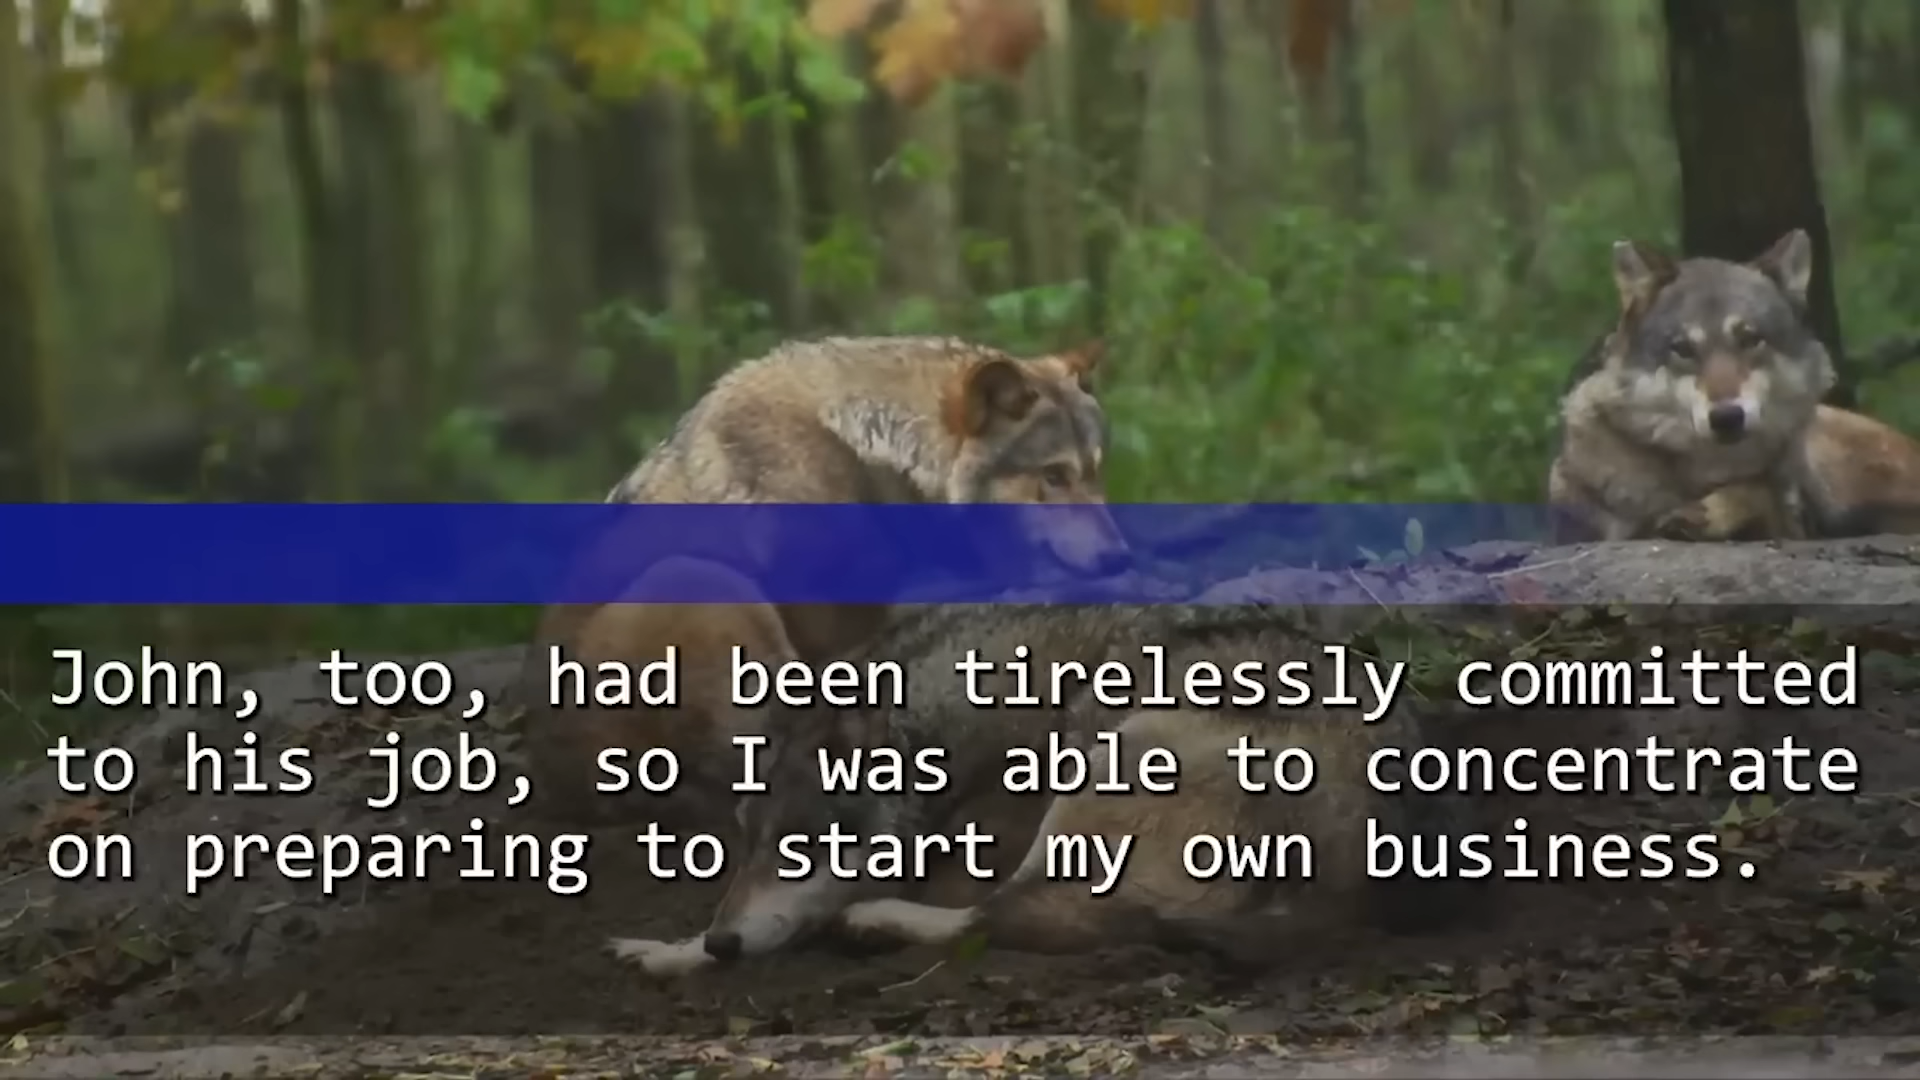 John, too, had been tirelessly committed
to his job, so I was able to concentrate
on preparing to start my own business.